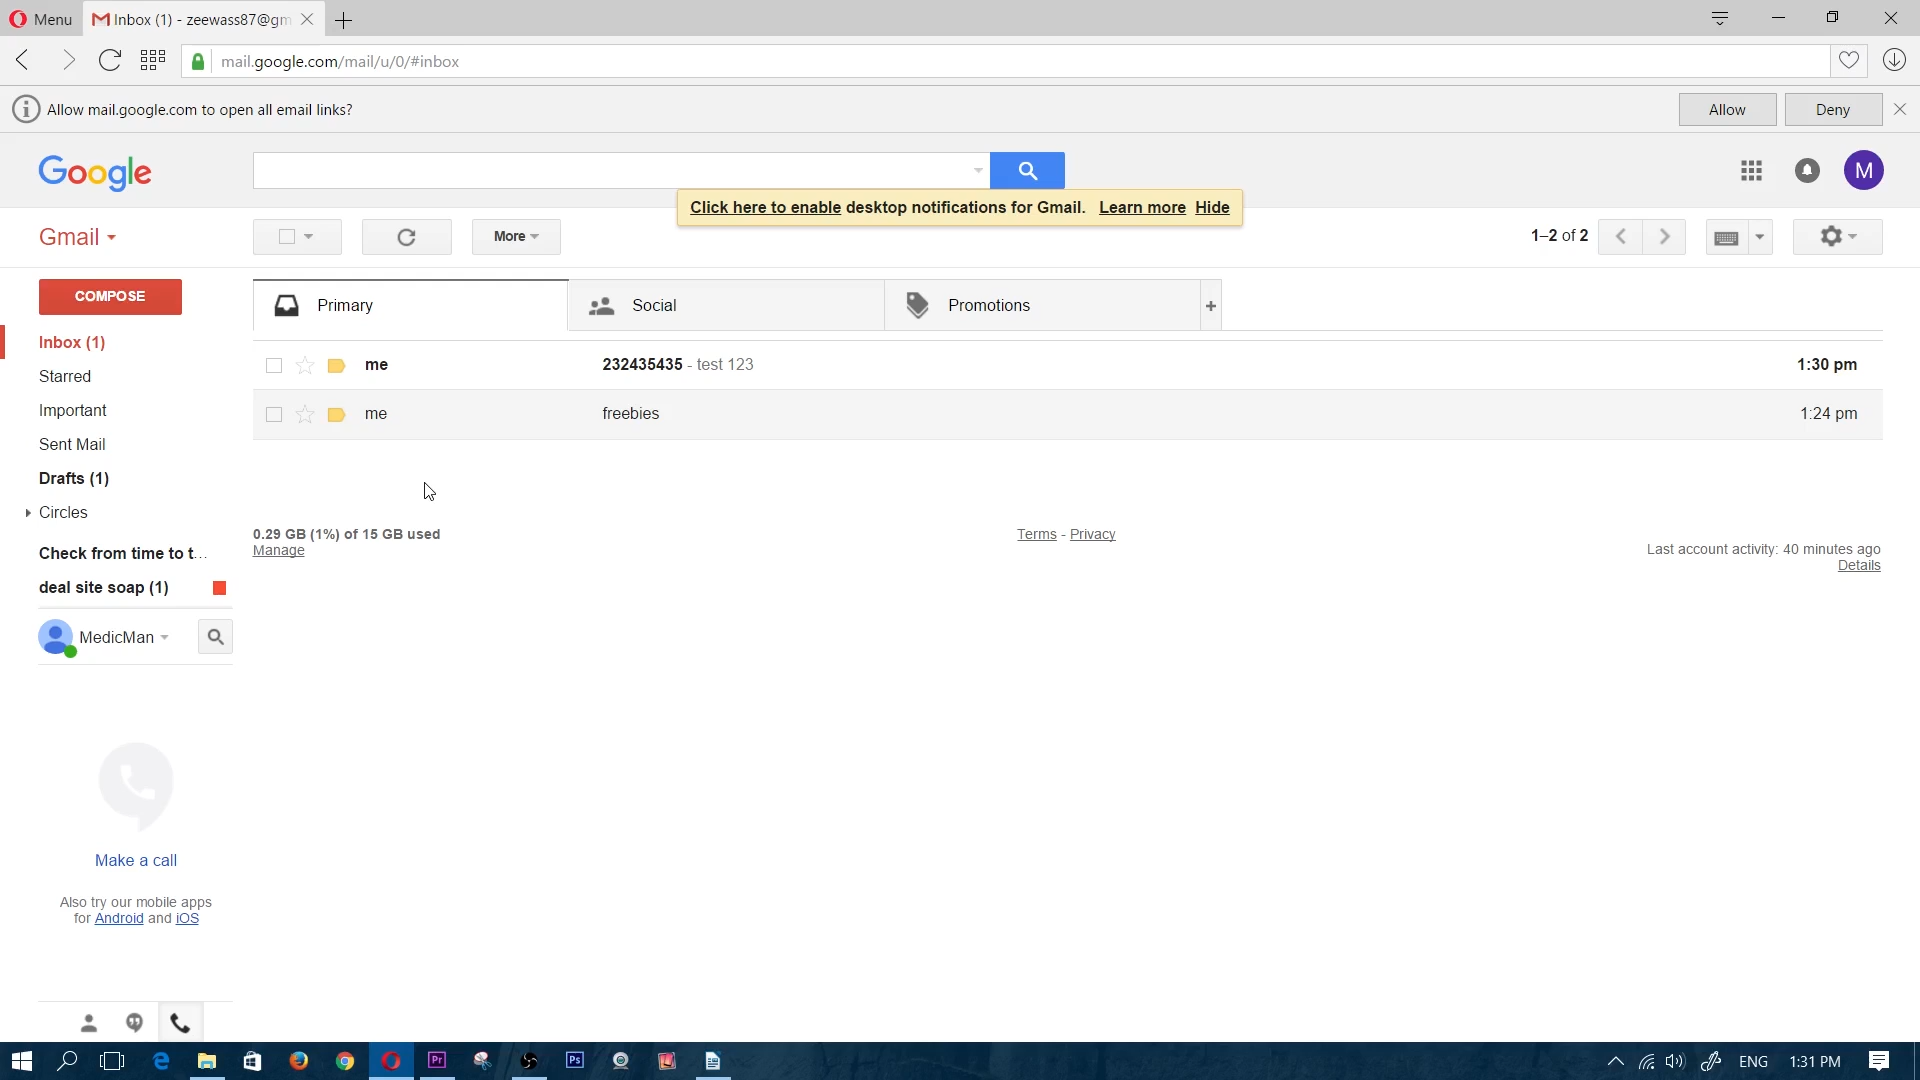 Menu
Inbox (1) - zeewass87@gm
mail.google.com/mail/u/0/#inbox
Allow mail.google.com to open all email links?
Allow
Deny
Google
M
Click here to enable desktop notifications for Gmail. Learn more Hide
Gmail
More
1–2 of 2
COMPOSE
Primary
Social
Promotions
+
Inbox (1)
Starred
Important
Sent Mail
Drafts (1)
Circles
Check from time to t...
deal site soap (1)
me 232435435 - test 123 1:30 pm
me freebies 1:24 pm
0.29 GB (1%) of 15 GB used
Manage
Terms - Privacy
Last account activity: 40 minutes ago
Details
MedicMan
Make a call
Also try our mobile apps
for Android and iOS
Pr
Ps
ENG
1:31 PM